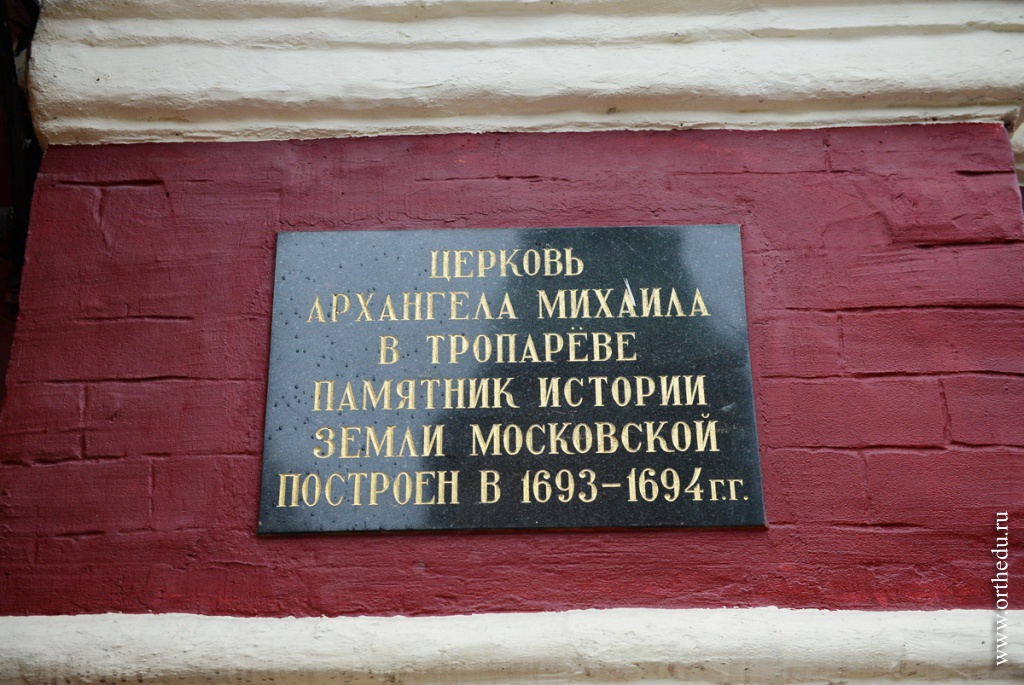 ЦЕРКОВЬ
АРХАНГЕЛА МИХАИЛА
В ТРОПАРЁВЕ
ПАМЯТНИК ИСТОРИИ
ЗЕМЛИ МОСКОВСКОЙ
ПОСТРОЕН В 1693-1694 Г.Г.
www.orthedu.ru